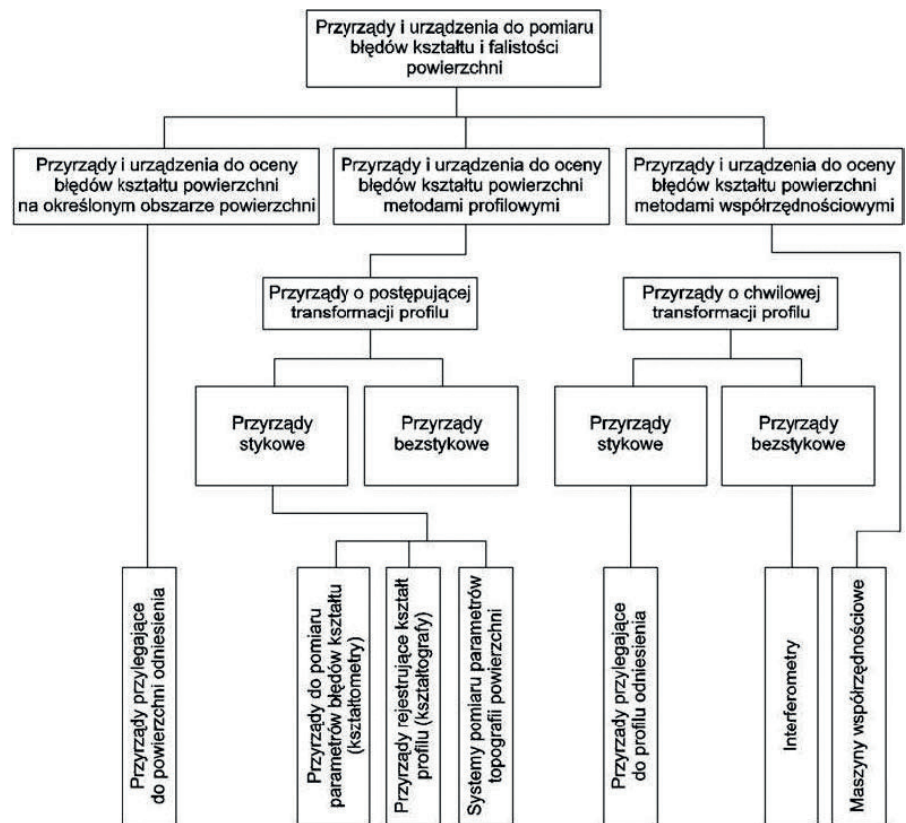 Przyrządy i urządzenia do pomiaru
błędów kształtu i falistości
powierzchni
Przyrządy i urządzenia do oceny
błędów kształtu powierzchni
na określonym obszarze powierzchni
Przyrządy i urządzenia do oceny
błędów kształtu powierzchni
metodami profilowymi
Przyrządy i urządzenia do oceny
błędów kształtu powierzchni
metodami współrzędnościowymi
Przyrządy o postępującej
transformacji profilu
Przyrządy o chwilowej
transformacji profilu
Przyrządy
stykowe
Przyrządy
bezstykowe
Przyrządy
stykowe
Przyrządy
bezstykowe
Przyrządy przylegające
do powierzchni odniesienia
Przyrządy do pomiaru
parametrów błędów kształtu
(kształtometry)
Przyrządy rejestrujące kształt
profilu (kształtografy)
Systemy pomiaru parametrów
topografii powierzchni
Przyrzady przylegające
do profilu odniesienia
Interferometry
Maszyny współrzędnościowe